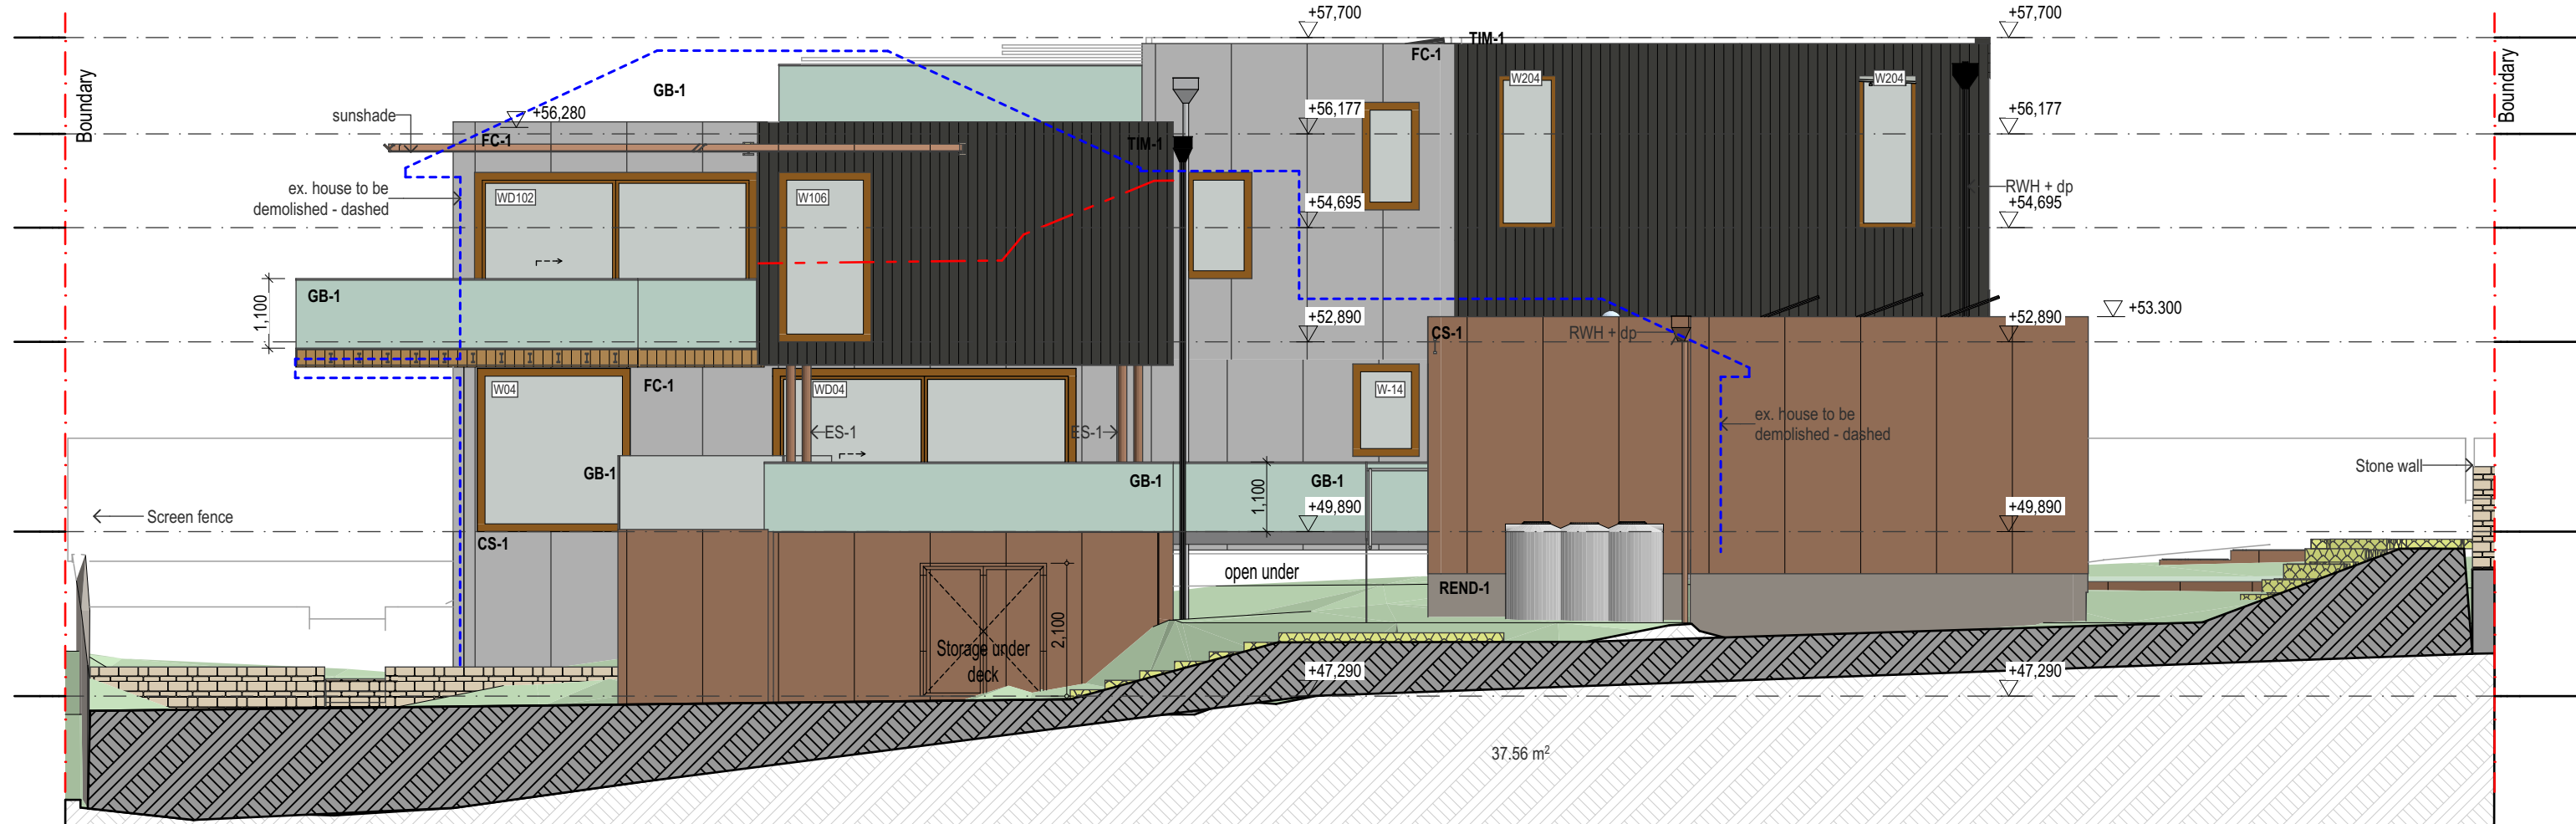 +57,700
+57,700
TIM-1
FC-1
Boundary
Boundary
GB-1
W204
W204
sunshade
+56,280
+56,177
+56,177
FC-1
TIM-1
ex. house to be
demolished - dashed
WD102
W106
+54,695
RWH + dp
+54,695
GB-1
1,100
+53.300
+52,890
+52,890
RWH + dp
CS-1
W04
FC-1
WD04
W-14
ES-1
ES-1
ex. house to be
demolished - dashed
GB-1
GB-1
GB-1
1,100
Stone wall
Screen fence
+49,890
+49,890
CS-1
open under
REND-1
2,100
Storage under
deck
+47,290
+47,290
37.56 m²